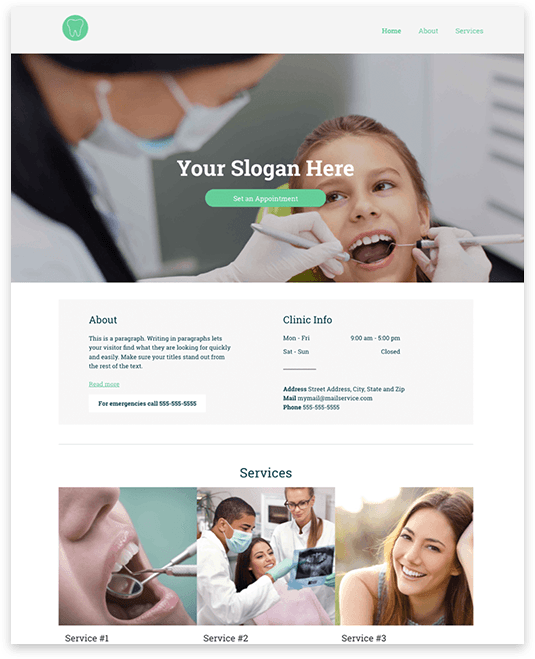 Home About Services
Your Slogan Here
Set an Appointment
About
This is a paragraph. Writing in paragraphs lets
your visitor find what they are looking for quickly
and easily. Make sure your titles stand out from
the rest of the text.
Read more
For emergencies call 555-555-5555
Clinic Info
Mon - Fri 9:00 am - 5:00 pm
Sat - Sun Closed
Address Street Address, City, State and Zip
Mail mymail@mailservice.com
Phone 555-555-5555
Services
Service #1
Service #2
Service #3